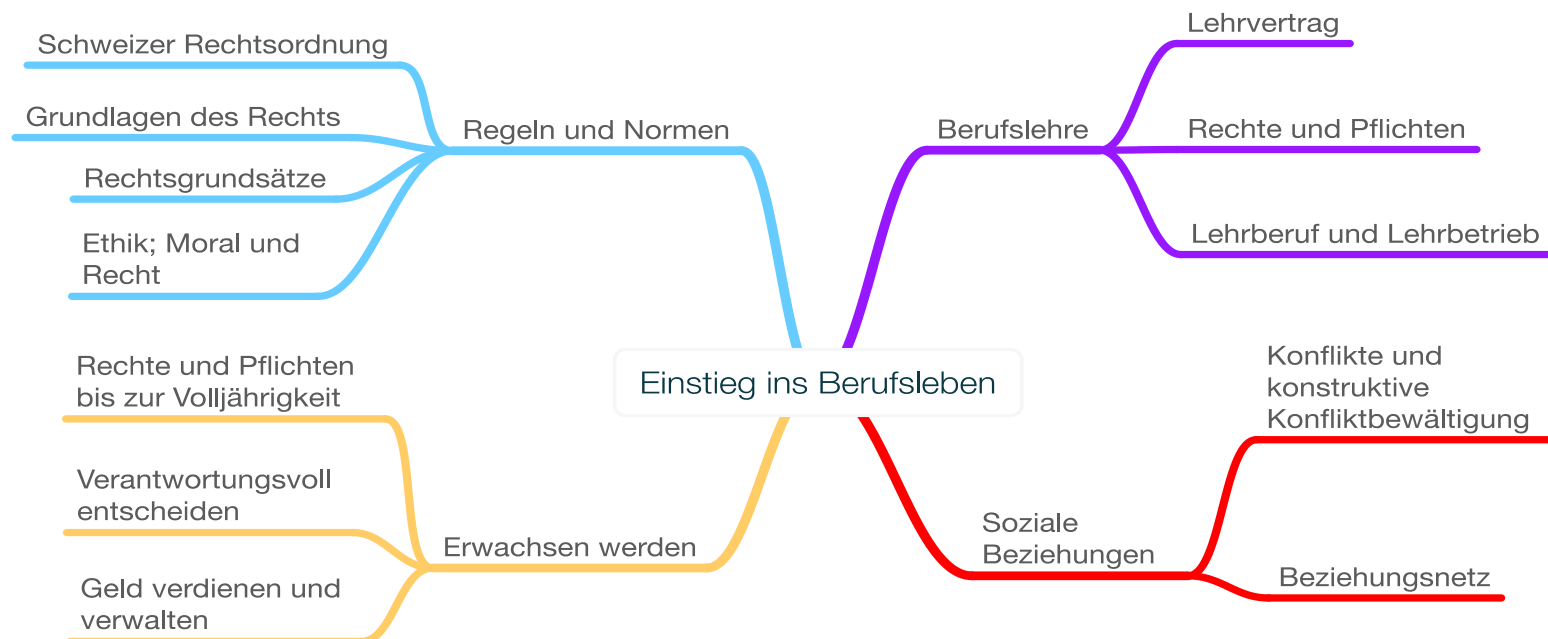 Einstieg ins Berufsleben
Regeln und Normen
Schweizer Rechtsordnung
Grundlagen des Rechts
Rechtsgrundsätze
Ethik; Moral und
Recht
Berufslehre
Lehrvertrag
Rechte und Pflichten
Lehrberuf und Lehrbetrieb
Erwachsen werden
Rechte und Pflichten
bis zur Volljährigkeit
Verantwortungsvoll
entscheiden
Geld verdienen und
verwalten
Soziale
Beziehungen
Konflikte und
konstruktive
Konfliktbewältigung
Beziehungsnetz